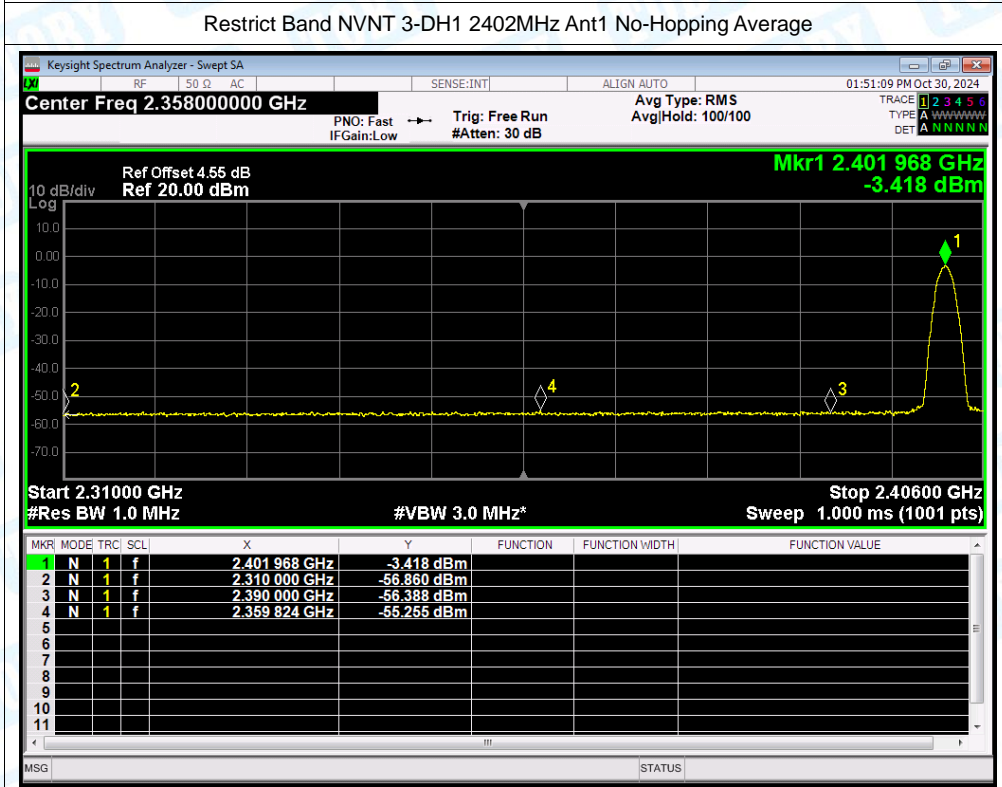 Restrict Band NVNT 3-DH1 2402MHz Ant1 No-Hopping Average
Keysight Spectrum Analyzer - Swept SA
LXI RF 50 Ω AC SENSE:INT ALIGN AUTO 01:51:09 PM Oct 30, 2024
Center Freq 2.358000000 GHz
PNO: Fast
IFGain:Low
Trig: Free Run
#Atten: 30 dB
Avg Type: RMS
Avg|Hold: 100/100
TRACE 1 2 3 4 5 6
TYPE A WWWWW
DET A N N N N N
Mkr1 2.401 968 GHz
-3.418 dBm
Ref Offset 4.55 dB
10 dB/div Ref 20.00 dBm
Log
10.0
0.00
-10.0
-20.0
-30.0
-40.0
-50.0
-60.0
-70.0
1
2
4
3
Start 2.31000 GHz Stop 2.40600 GHz
#Res BW 1.0 MHz #VBW 3.0 MHz* Sweep 1.000 ms (1001 pts)
MKR MODE TRC SCL X Y FUNCTION FUNCTION WIDTH FUNCTION VALUE
1 N 1 f 2.401 968 GHz -3.418 dBm
2 N 1 f 2.310 000 GHz -56.860 dBm
3 N 1 f 2.390 000 GHz -56.388 dBm
4 N 1 f 2.359 824 GHz -55.255 dBm
5
6
7
8
9
10
11
MSG STATUS